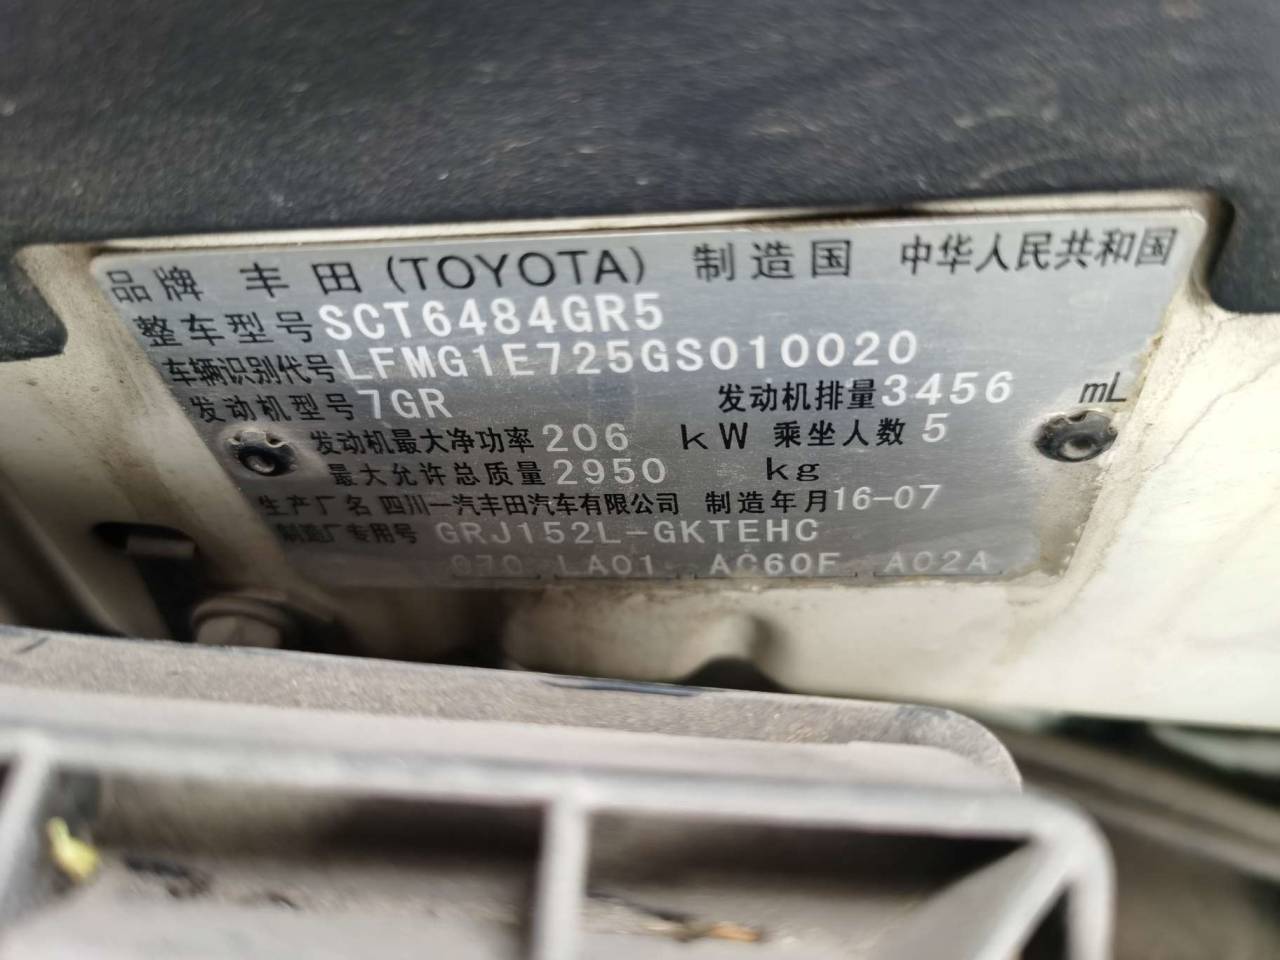 品牌 丰田(TOYOTA) 制造国 中华人民共和国
整车型号 SCT6484GR5
车辆识别代号 LFMG1E725GS010020
发动机型号 7GR 发动机排量 3456 mL
发动机最大净功率 206 kW 乘坐人数 5
最大允许总质量 2950 kg
生产厂名 四川一汽丰田汽车有限公司 制造年月 16-07
制造厂专用号 GRJ152L-GKTEHC
070 LA01 AC60F A02A